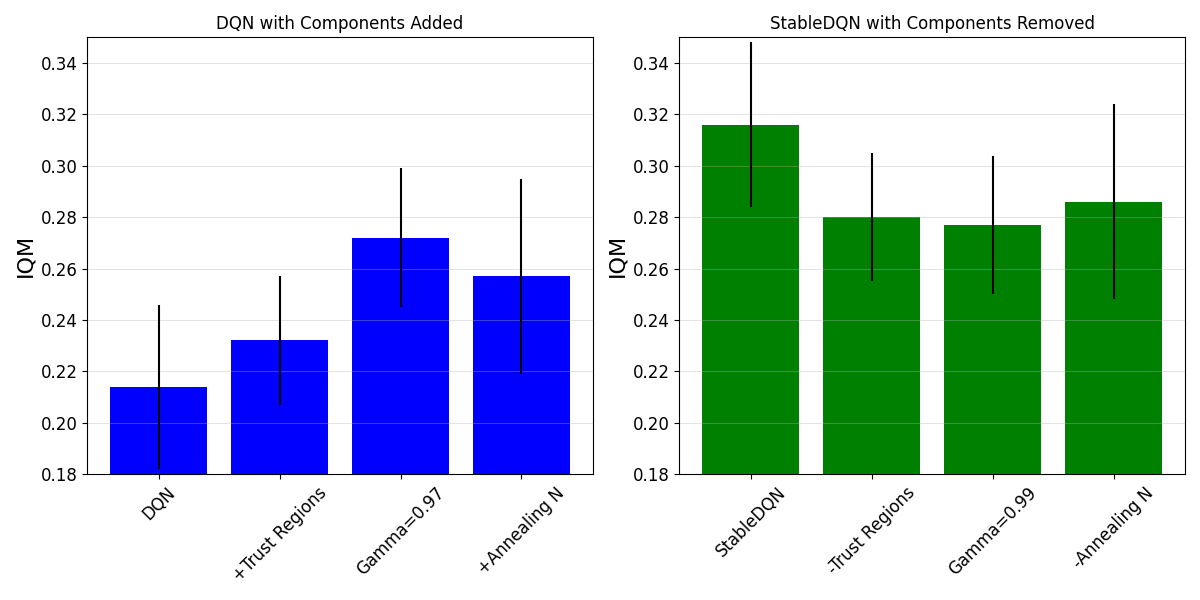 DQN with Components Added
IQM
0.34
0.32
0.30
0.28
0.26
0.24
0.22
0.20
0.18
DQN
+Trust Regions
Gamma=0.97
+Annealing N
StableDQN with Components Removed
IQM
0.34
0.32
0.30
0.28
0.26
0.24
0.22
0.20
0.18
StableDQN
-Trust Regions
Gamma=0.99
-Annealing N